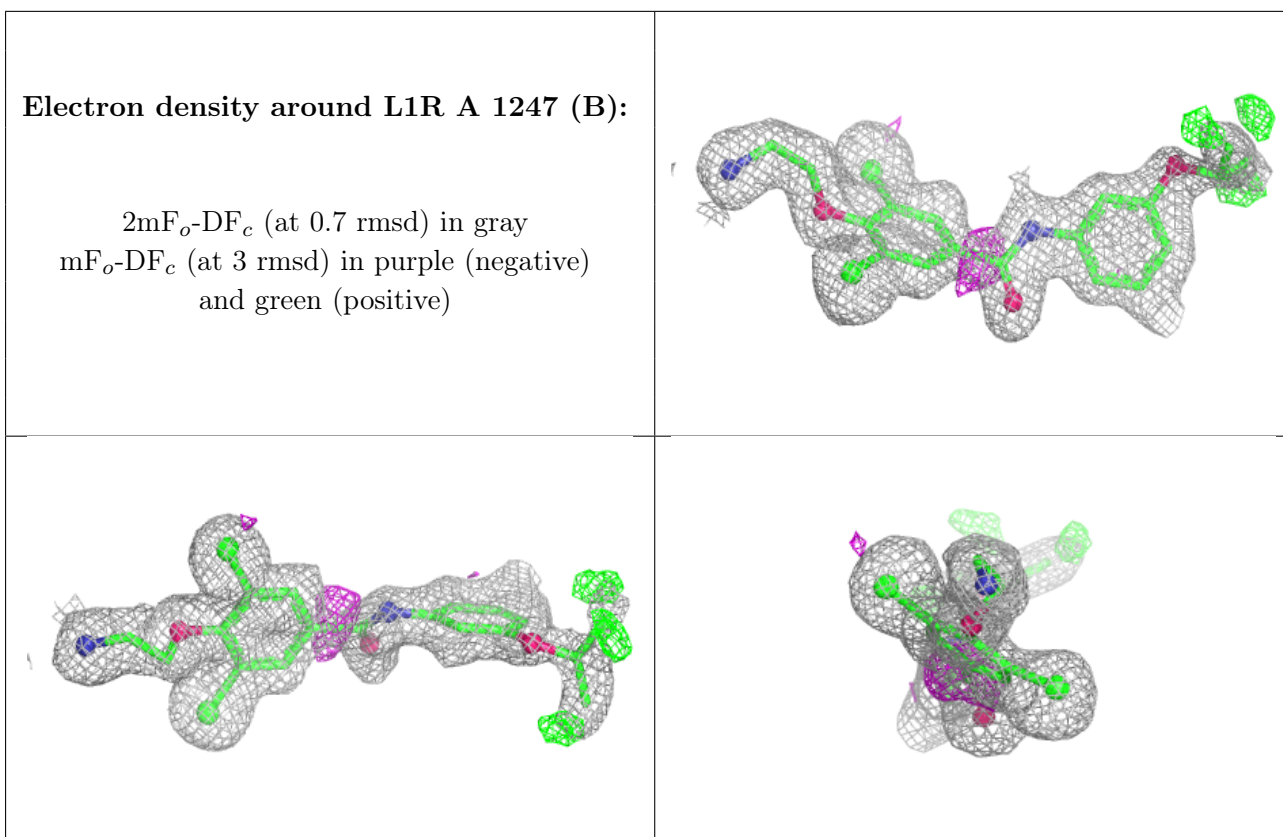 Electron density around L1R A 1247 (B):
2mFₒ-DF𝒸 (at 0.7 rmsd) in gray
mFₒ-DF𝒸 (at 3 rmsd) in purple (negative)
and green (positive)